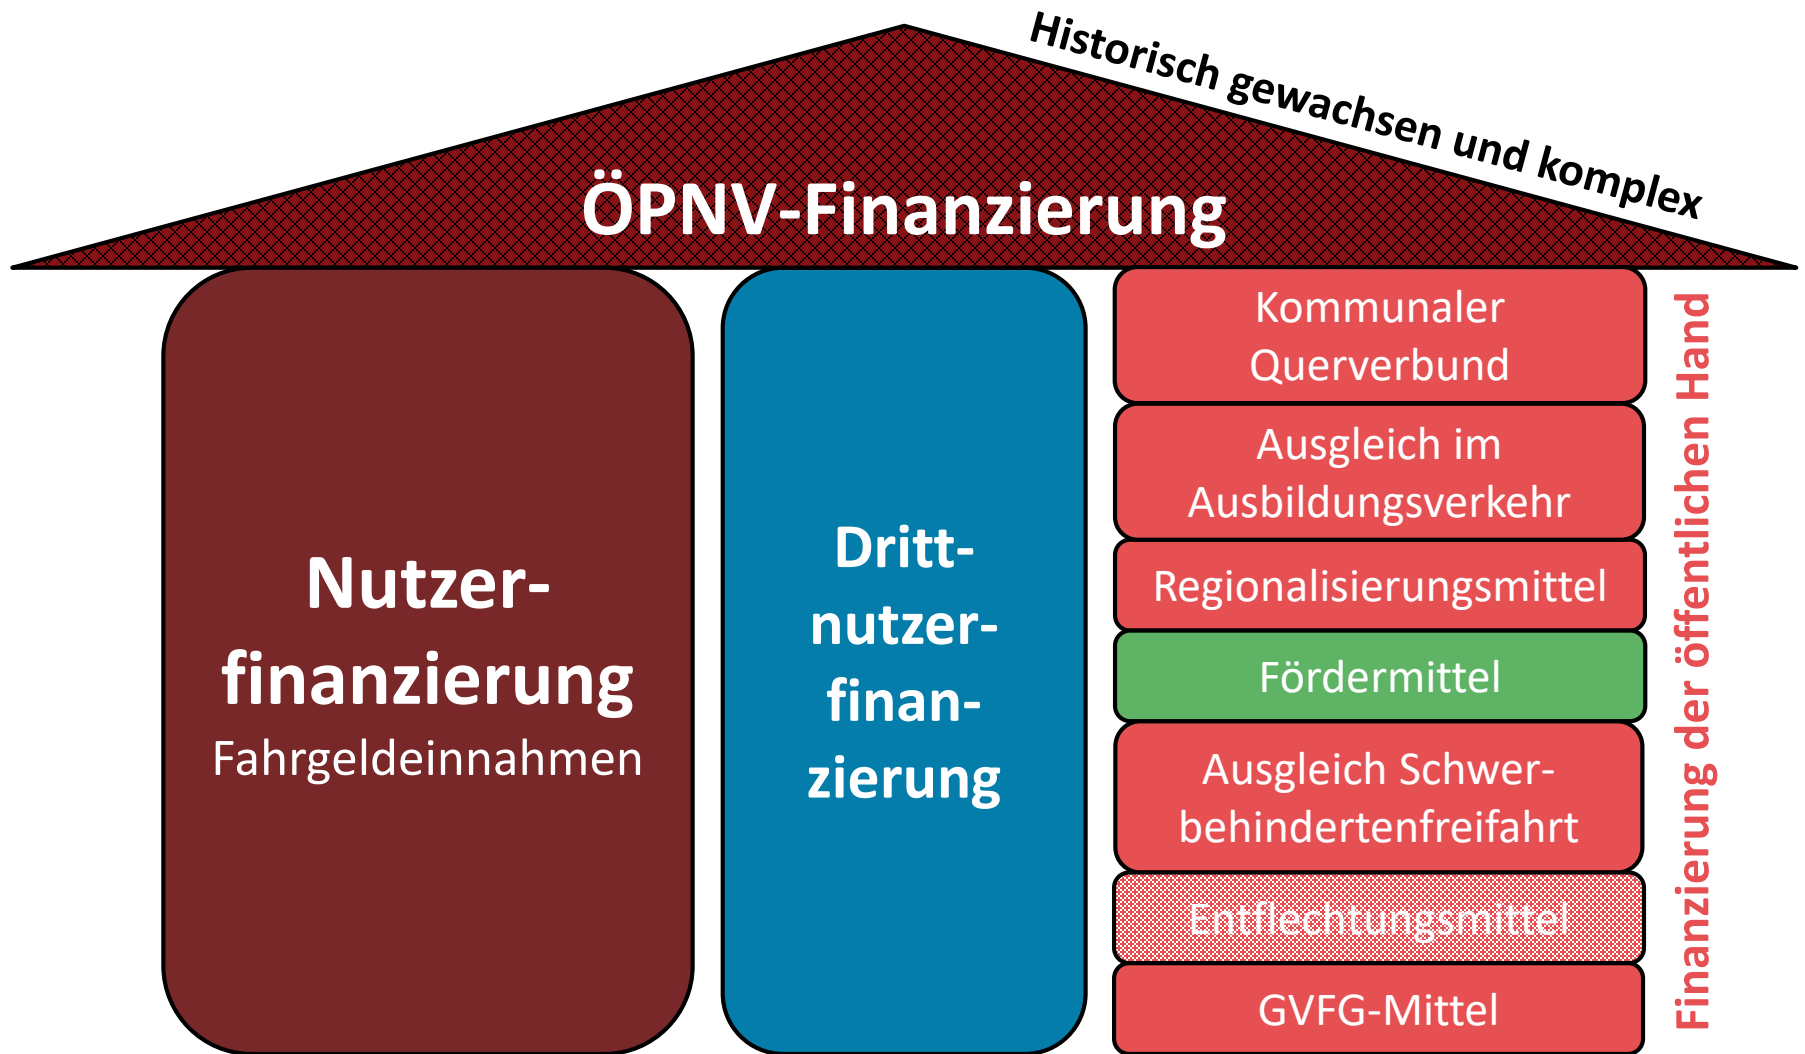 Historisch gewachsen und komplex
ÖPNV-Finanzierung
Nutzer-
finanzierung
Fahrgeldeinnahmen
Dritt-
nutzer-
finan-
zierung
Kommunaler
Querverbund
Ausgleich im
Ausbildungsverkehr
Regionalisierungsmittel
Fördermittel
Ausgleich Schwer-
behindertenfreifahrt
Entflechtungsmittel
GVFG-Mittel
Finanzierung der öffentlichen Hand